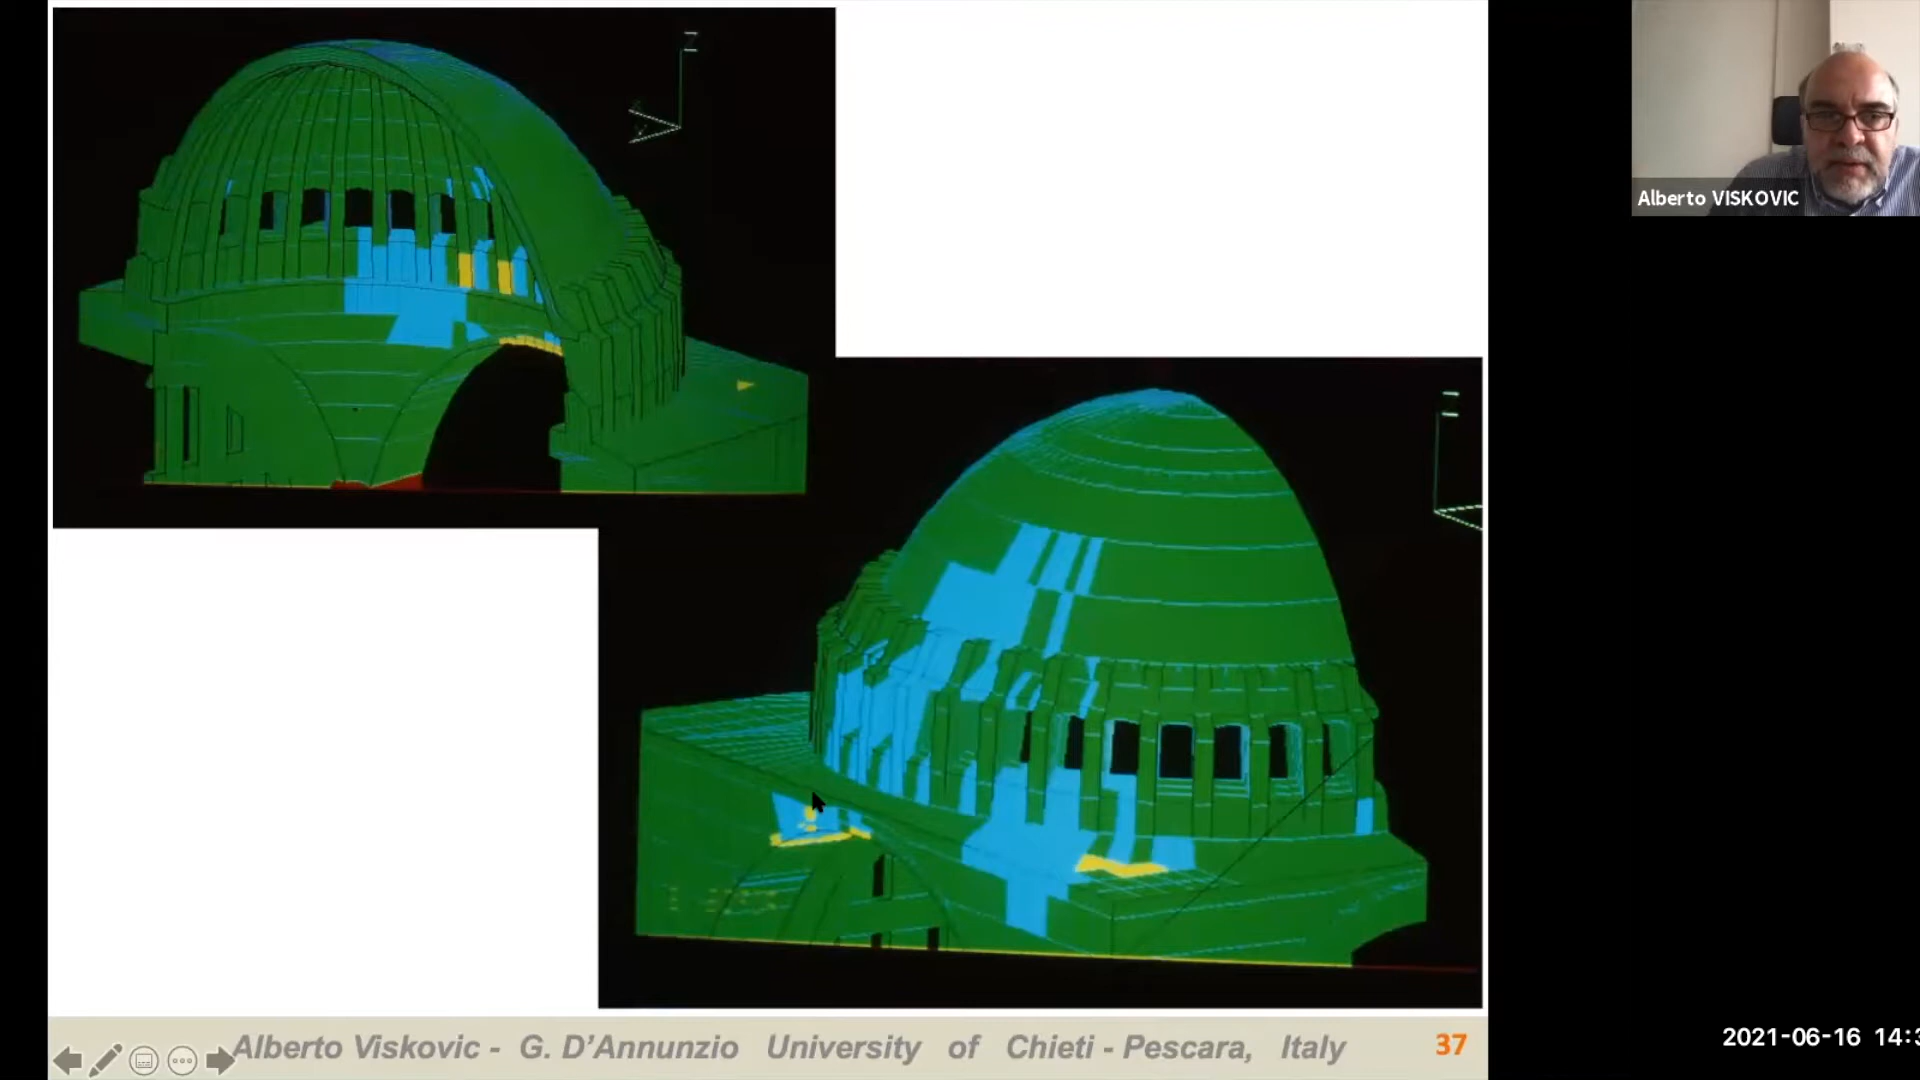 Z
Alberto VISKOVIC
Alberto Viskovic - G. D'Annunzio University of Chieti - Pescara, Italy
37
2021-06-16 14:3